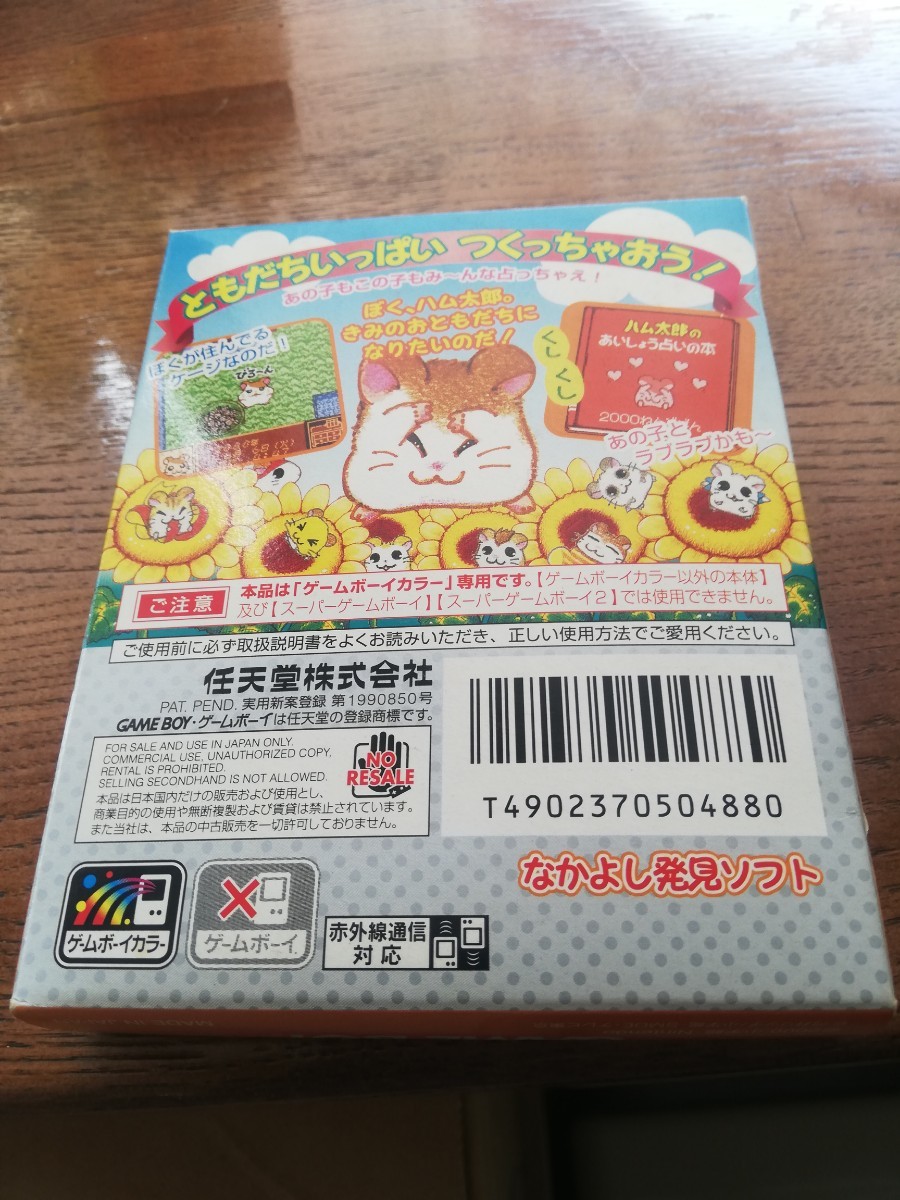 ともだちいっぱい つくっちゃおう!
あの子もこの子もみ〜んな占っちゃえ!
ぼく、ハム太郎。
きみのおともだちに
なりたいのだ!
ぼくが住んでる
ケージなのだ!
ぴろ〜ん
くし
くし
ハム太郎の
あいしょう占いの本
あの子と
ラブラブかも〜
ご注意
本品は「ゲームボーイカラー」専用です。【ゲームボーイカラー以外の本体】
及び【スーパーゲームボーイ】【スーパーゲームボーイ2】では使用できません。
ご使用前に必ず取扱説明書をよくお読みいただき、正しい使用方法でご愛用ください。
任天堂株式会社
PAT. PEND. 実用新案登録 第1990850号
GAME BOY・ゲームボーイは任天堂の登録商標です。
FOR SALE AND USE IN JAPAN ONLY.
COMMERCIAL USE, UNAUTHORIZED COPY,
RENTAL IS PROHIBITED.
SELLING SECONDHAND IS NOT ALLOWED.
本品は日本国内だけの販売および使用とし、
商業目的の使用や無断複製および賃貸は禁止されています。
また当社は、本品の中古販売を一切許可しておりません。
NO
RESALE
T4902370504880
なかよし発見ソフト
ゲームボーイカラー
ゲームボーイ
赤外線通信
対応